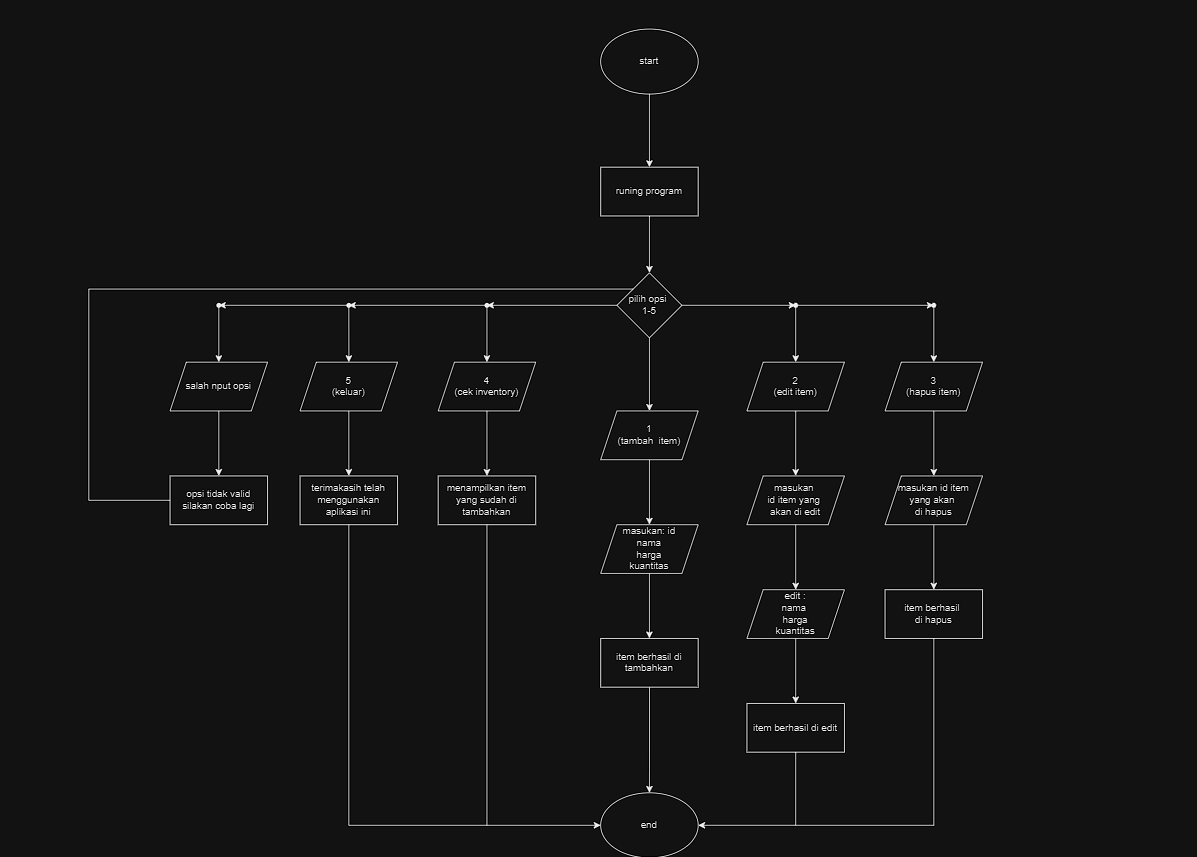 start
runing program
pilih opsi
1-5
salah nput opsi
5
(keluar)
4
(cek inventory)
1
(tambah  item)
2
(edit item)
3
(hapus item)
opsi tidak valid
silakan coba lagi
terimakasih telah
menggunakan
aplikasi ini
menampilkan item
yang sudah di
tambahkan
masukan: id
nama
harga
kuantitas
masukan
id item yang
akan di edit
masukan id item
yang akan
di hapus
edit :
nama
harga
kuantitas
item berhasil
di hapus
item berhasil di
tambahkan
item berhasil di edit
end